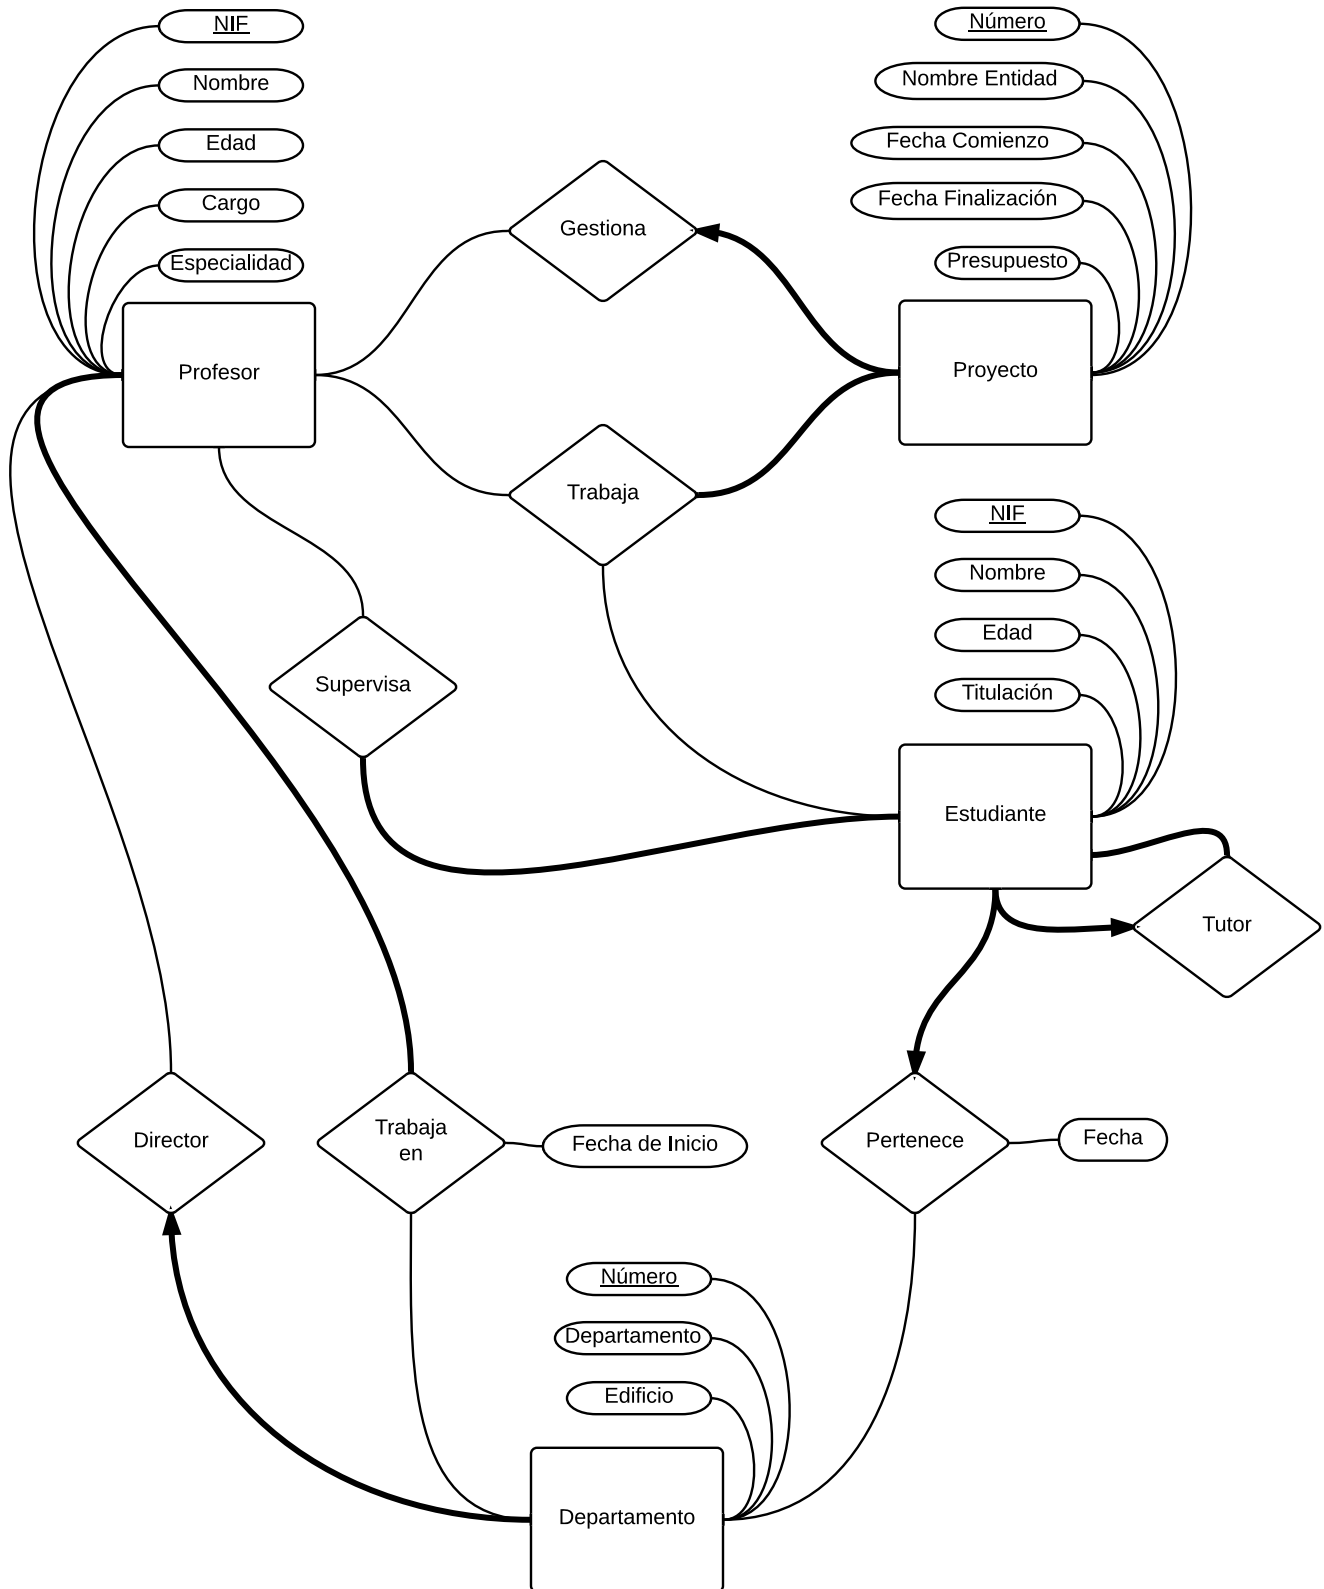 NIF
Nombre
Edad
Cargo
Especialidad
Profesor
Número
Nombre Entidad
Fecha Comienzo
Fecha Finalización
Presupuesto
Proyecto
Gestiona
Trabaja
NIF
Nombre
Edad
Titulación
Estudiante
Supervisa
Tutor
Director
Trabaja
en
Fecha de Inicio
Pertenece
Fecha
Número
Departamento
Edificio
Departamento